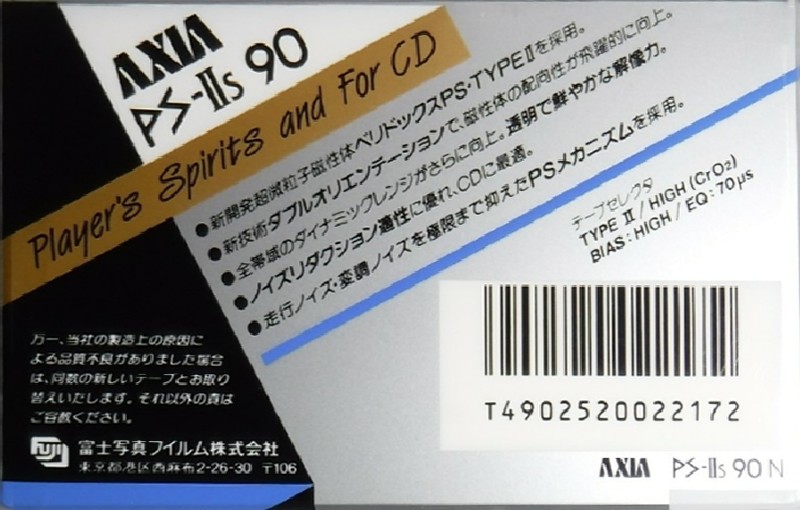 AXIA
PS-IIs 90
Player's Spirits and For CD
●新開発超微粒子磁性体ベリドックスPS・TYPEⅡを採用。
●新技術ダブルオリエンテーションで、磁性体の配向性が飛躍的に向上。
●全帯域のダイナミックレンジがさらに向上。透明で鮮やかな解像力。
●ノイズリダクション適性に優れ、CDに最適。
●走行ノイズ・変調ノイズを極限まで抑えたPSメカニズムを採用。
テープセレクタ
TYPE II / HIGH (CrO₂)
BIAS : HIGH / EQ : 70μs
万一、当社の製造上の原因に
よる品質不良がありました場合
は、同数の新しいテープとお取り
替えいたします。それ以外の責は
ご容赦ください。
FUJI 富士写真フイルム株式会社
東京都港区西麻布2-26-30 〒106
T4902520022172
AXIA PS-IIs 90 N